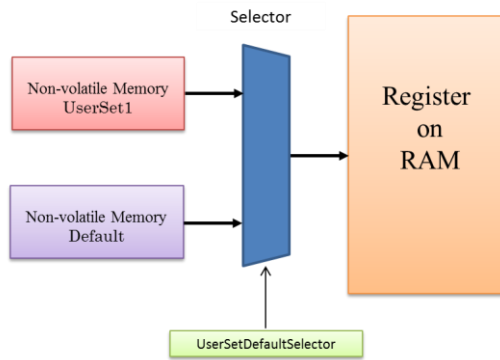 Selector
Non-volatile Memory
UserSet1
Register
on
RAM
Non-volatile Memory
Default
UserSetDefaultSelector